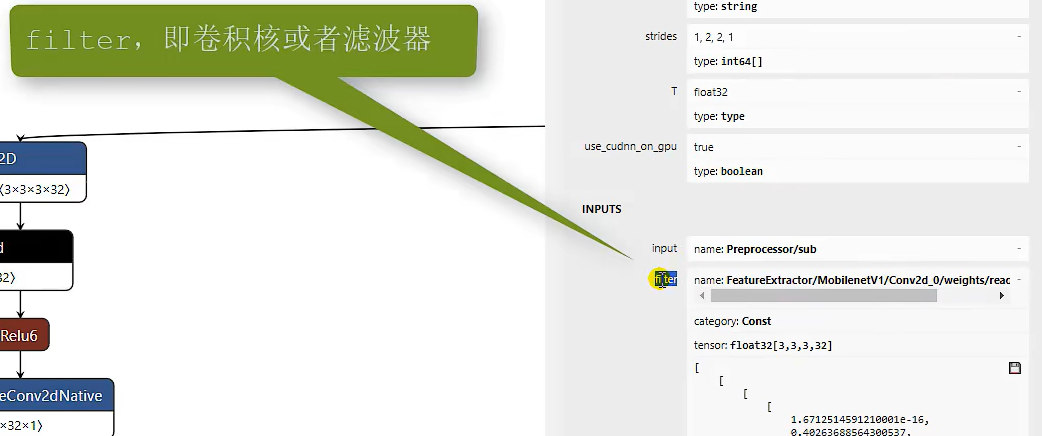 filter，即卷积核或者滤波器
2D
⟨3×3×3×32⟩
d
32⟩
Relu6
eConv2dNative
×32×1⟩
type: string
strides
1, 2, 2, 1
type: int64[]
T
float32
type: type
use_cudnn_on_gpu
true
type: boolean
INPUTS
input
name: Preprocessor/sub
filter
name: FeatureExtractor/MobilenetV1/Conv2d_0/weights/read
category: Const
tensor: float32[3,3,3,32]
[
[
[
[
1.6712514591210001e-16,
0.40263688564300537,